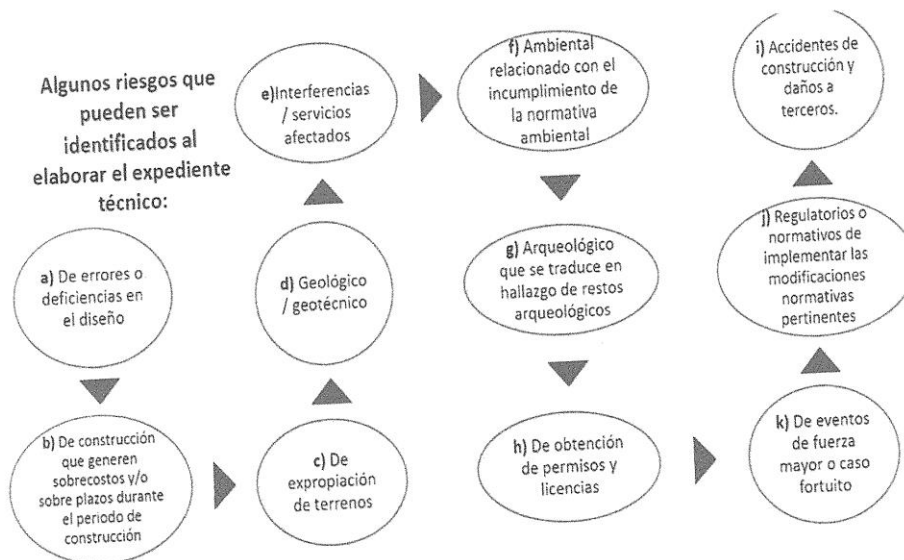 Algunos riesgos que
pueden ser
identificados al
elaborar el expediente
técnico:
a) De errores o
deficiencias en
el diseño
b) De construcción
que generen
sobrecostos y/o
sobre plazos durante
el periodo de
construcción
c) De
expropiación
de terrenos
d) Geológico
/ geotécnico
e)Interferencias
/ servicios
afectados
f) Ambiental
relacionado con el
incumplimiento de
la normativa
ambiental
g) Arqueológico
que se traduce en
hallazgo de restos
arqueológicos
h) De obtención
de permisos y
licencias
k) De eventos
de fuerza
mayor o caso
fortuito
j) Regulatorios o
normativos de
implementar las
modificaciones
normativas
pertinentes
i) Accidentes de
construcción y
daños a
terceros.